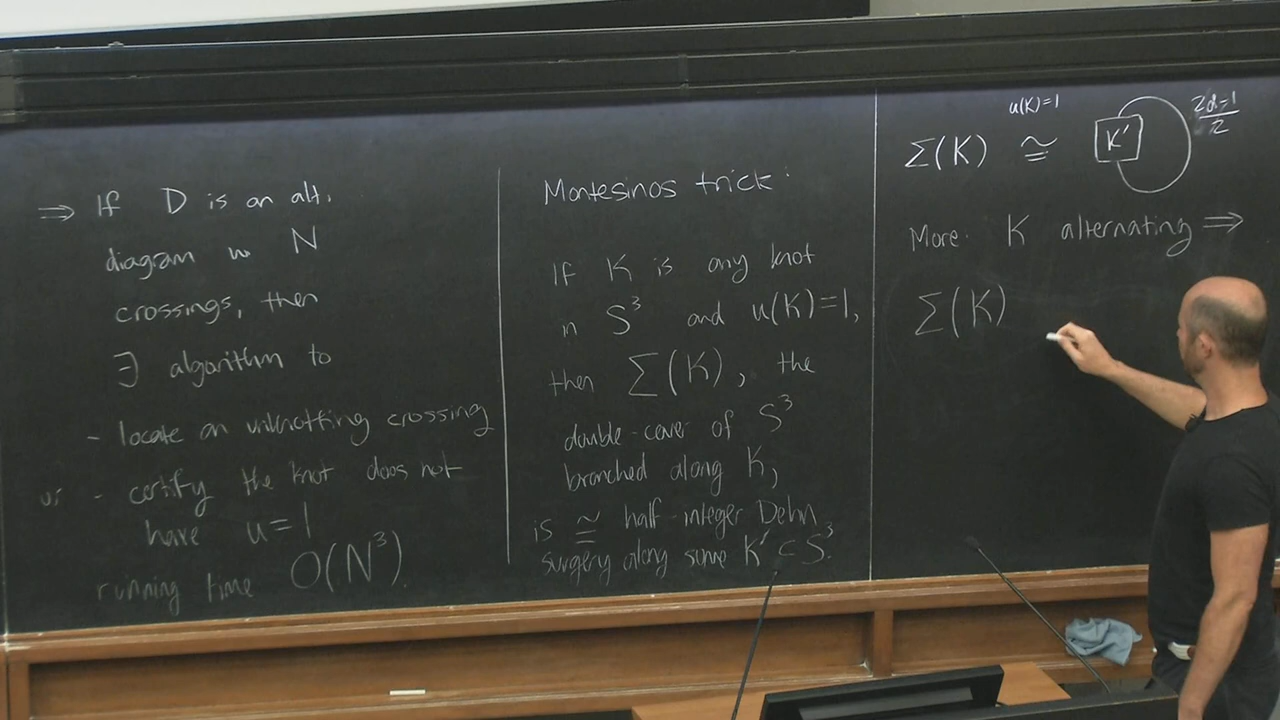 ⇒ If D is an alt.
diagram w N
crossings, then
∃ algorithm to
- locate an unknotting crossing
or - certify the knot does not
have u=1
running time O(N³).
Montesinos trick:
If K is any knot
in S³ and u(K)=1,
then Σ(K), the
double-cover of S³
branched along K,
is ≅ half-integer Dehn
surgery along some K' ⊂ S³.
u(K)=1
Σ(K) ≅ K' 2d-1/2
More: K alternating ⇒
Σ(K)